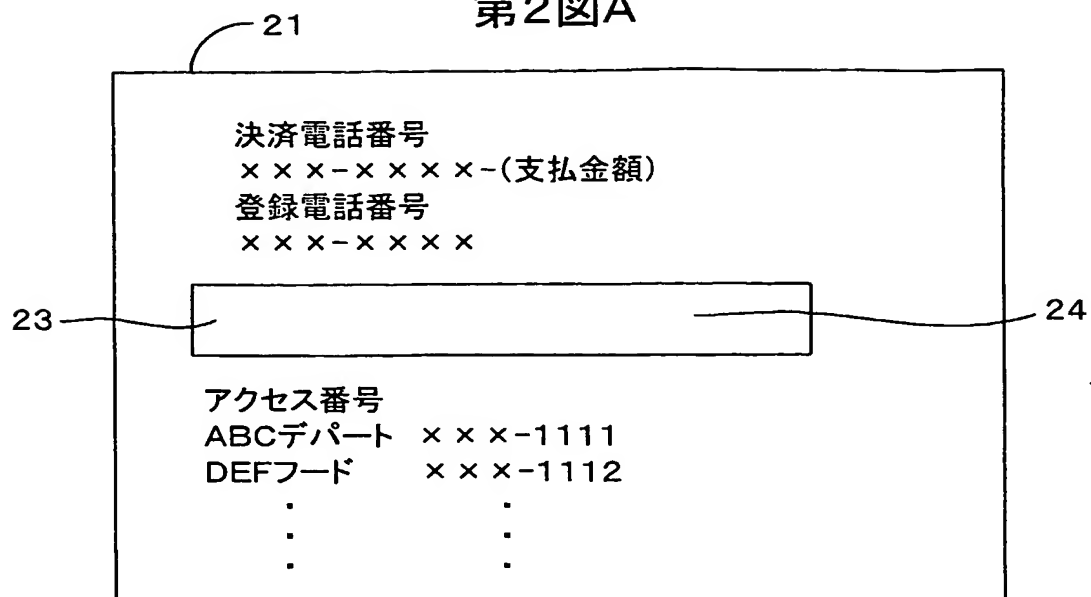 第2図A
21
決済電話番号
×××-××××-(支払金額)
登録電話番号
×××-××××
23
24
アクセス番号
ABCデパート ×××-1111
DEFフード ×××-1112